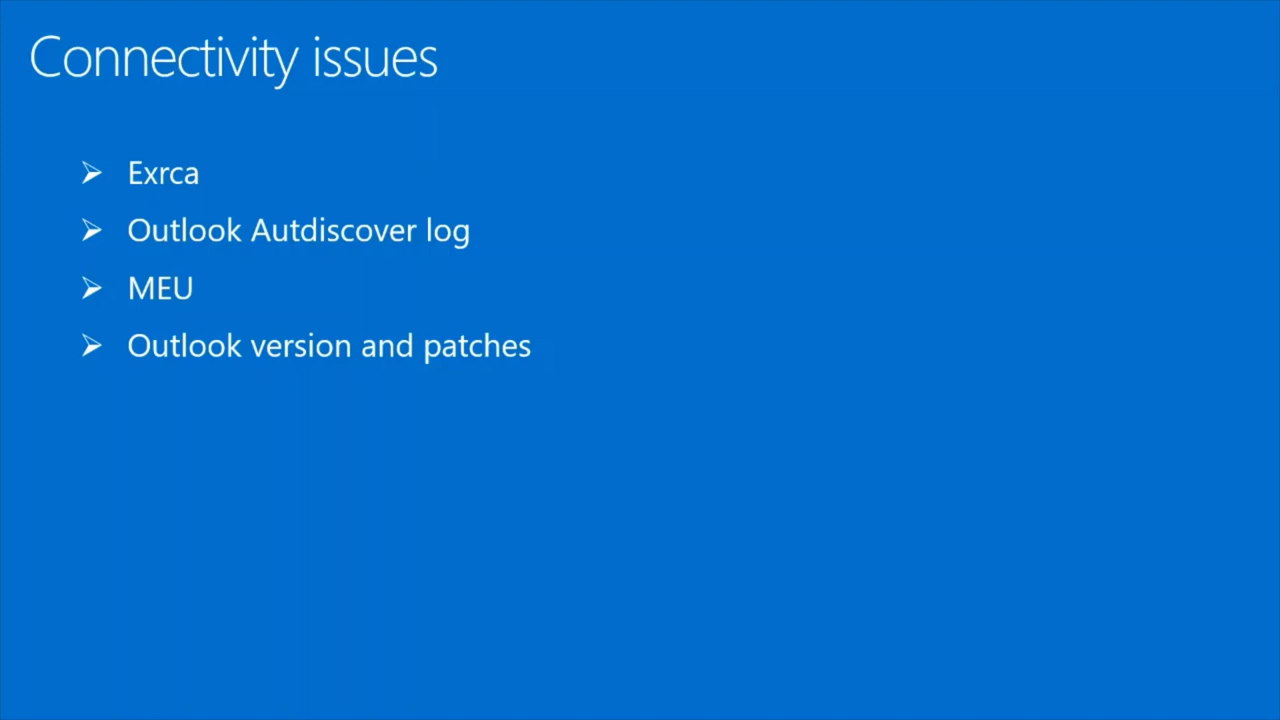 Connectivity issues
Exrca
Outlook Autdiscover log
MEU
Outlook version and patches